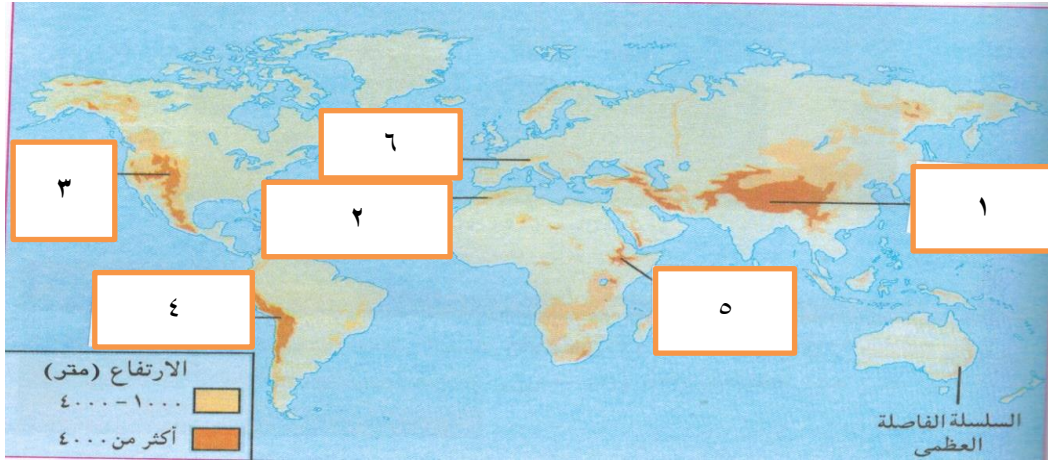 ٦
٣
٢
١
٤
٥
الارتفاع (متر)
١٠٠٠-٤٠٠٠
أكثر من ٤٠٠٠
السلسلة الفاصلة
العظمى